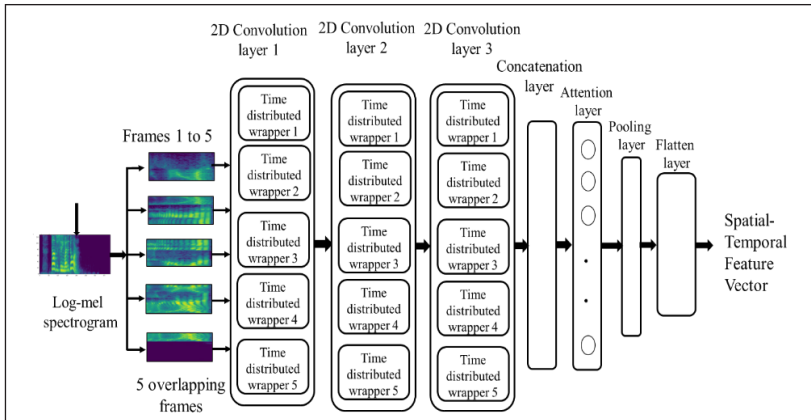 2D Convolution
layer 1
2D Convolution
layer 2
2D Convolution
layer 3
Concatenation
layer
Attention
layer
Pooling
layer
Flatten
layer
Frames 1 to 5
Log-mel
spectrogram
5 overlapping
frames
Time
distributed
wrapper 1
Time
distributed
wrapper 2
Time
distributed
wrapper 3
Time
distributed
wrapper 4
Time
distributed
wrapper 5
Time
distributed
wrapper 1
Time
distributed
wrapper 2
Time
distributed
wrapper 3
Time
distributed
wrapper 4
Time
distributed
wrapper 5
Time
distributed
wrapper 1
Time
distributed
wrapper 2
Time
distributed
wrapper 3
Time
distributed
wrapper 4
Time
distributed
wrapper 5
Spatial-
Temporal
Feature
Vector